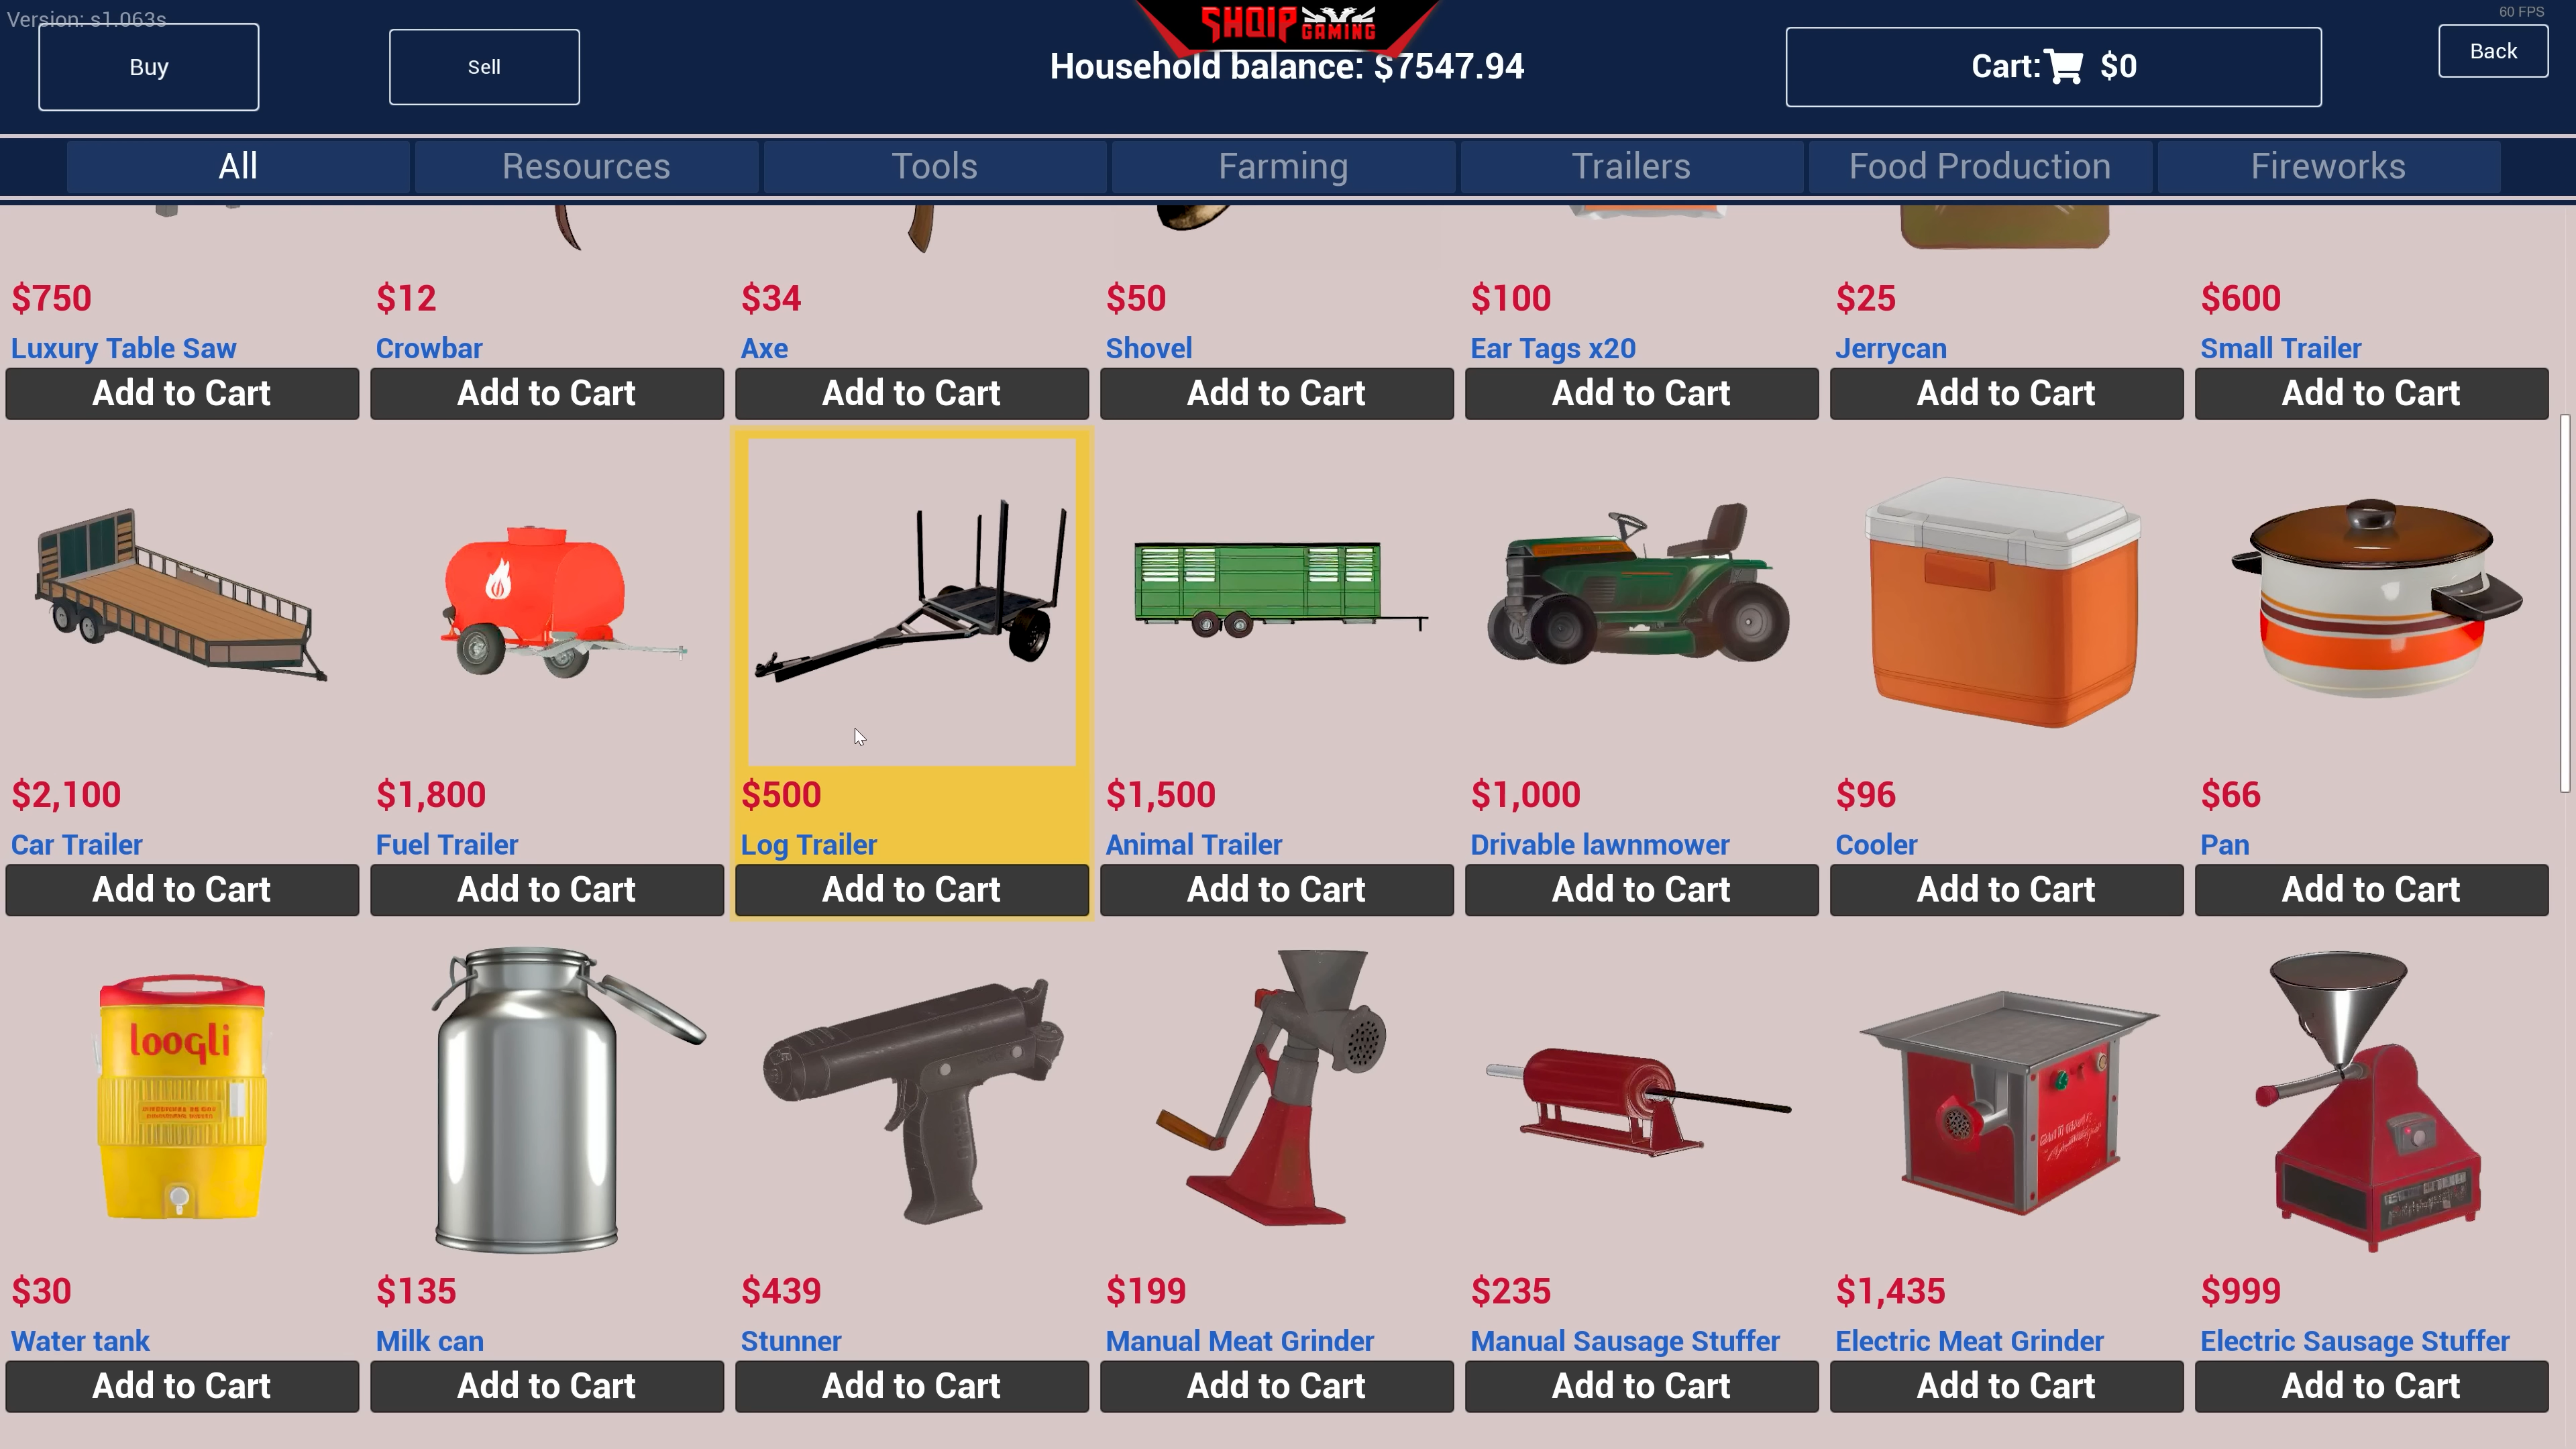 Version: s1.063s
60 FPS
SHQIP
GAMING
Buy
Sell
Household balance: $7547.94
Cart: $0
Back
All
Resources
Tools
Farming
Trailers
Food Production
Fireworks
$750
$12
$34
$50
$100
$25
$600
Luxury Table Saw
Crowbar
Axe
Shovel
Ear Tags x20
Jerrycan
Small Trailer
Add to Cart
Add to Cart
Add to Cart
Add to Cart
Add to Cart
Add to Cart
Add to Cart
$2,100
$1,800
$500
$1,500
$1,000
$96
$66
Car Trailer
Fuel Trailer
Log Trailer
Animal Trailer
Drivable lawnmower
Cooler
Pan
Add to Cart
Add to Cart
Add to Cart
Add to Cart
Add to Cart
Add to Cart
Add to Cart
loogli
$30
$135
$439
$199
$235
$1,435
$999
Water tank
Milk can
Stunner
Manual Meat Grinder
Manual Sausage Stuffer
Electric Meat Grinder
Electric Sausage Stuffer
Add to Cart
Add to Cart
Add to Cart
Add to Cart
Add to Cart
Add to Cart
Add to Cart